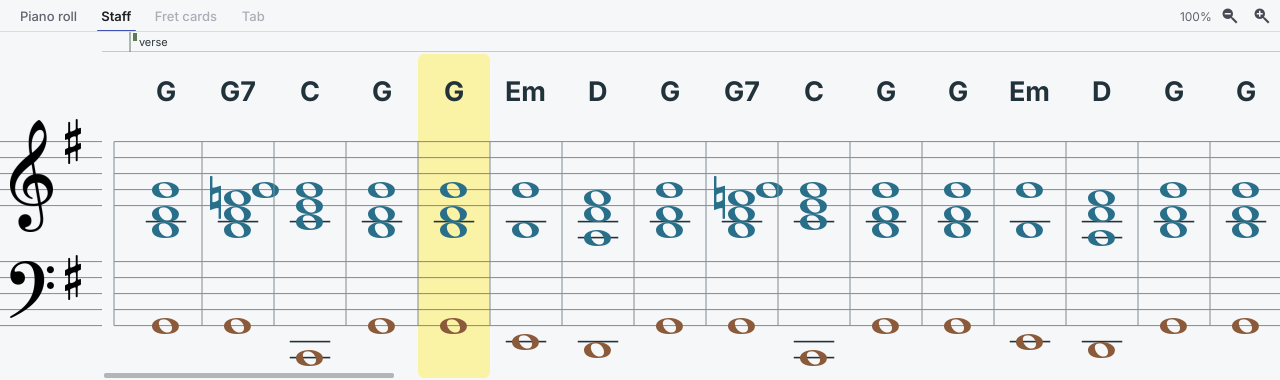 Piano roll Staff Fret cards Tab 100%
verse
G G7 C G G Em D G G7 C G G Em D G G